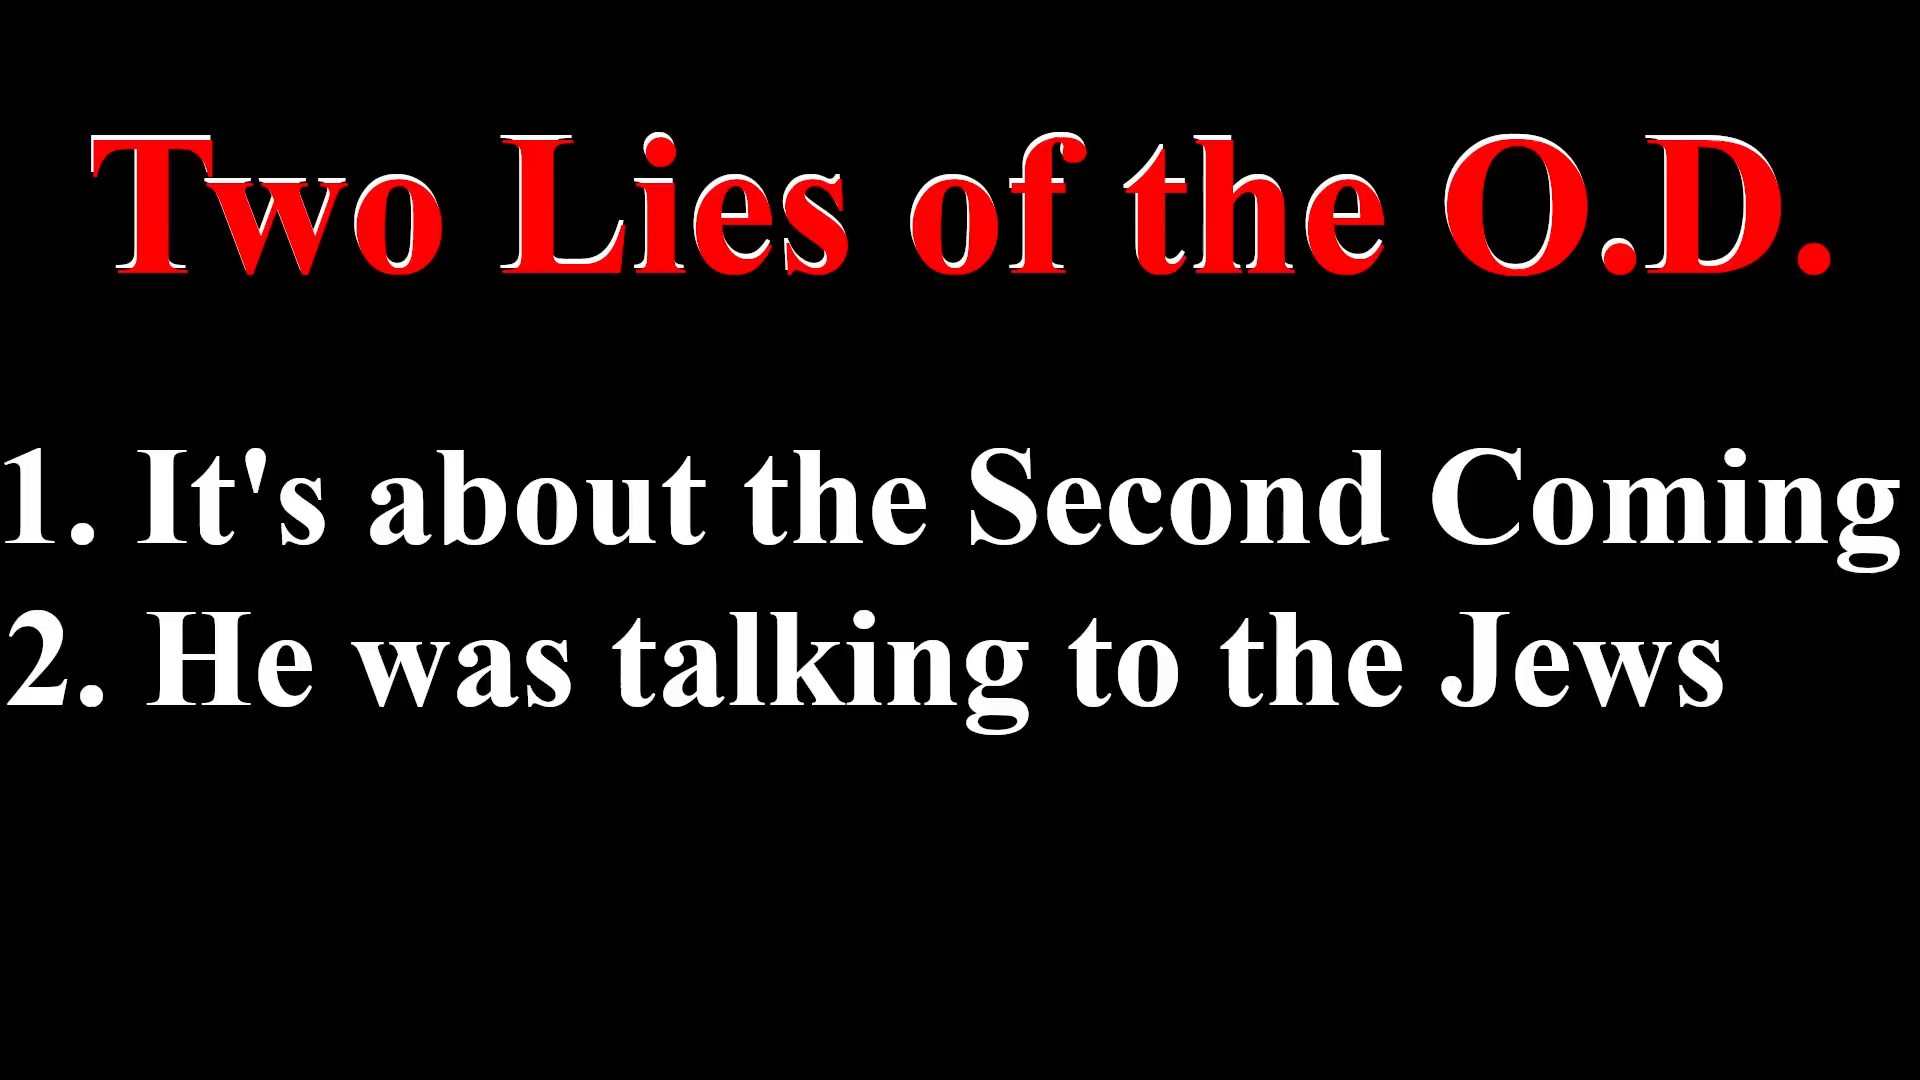 Two Lies of the O.D.
1. It's about the Second Coming
2. He was talking to the Jews